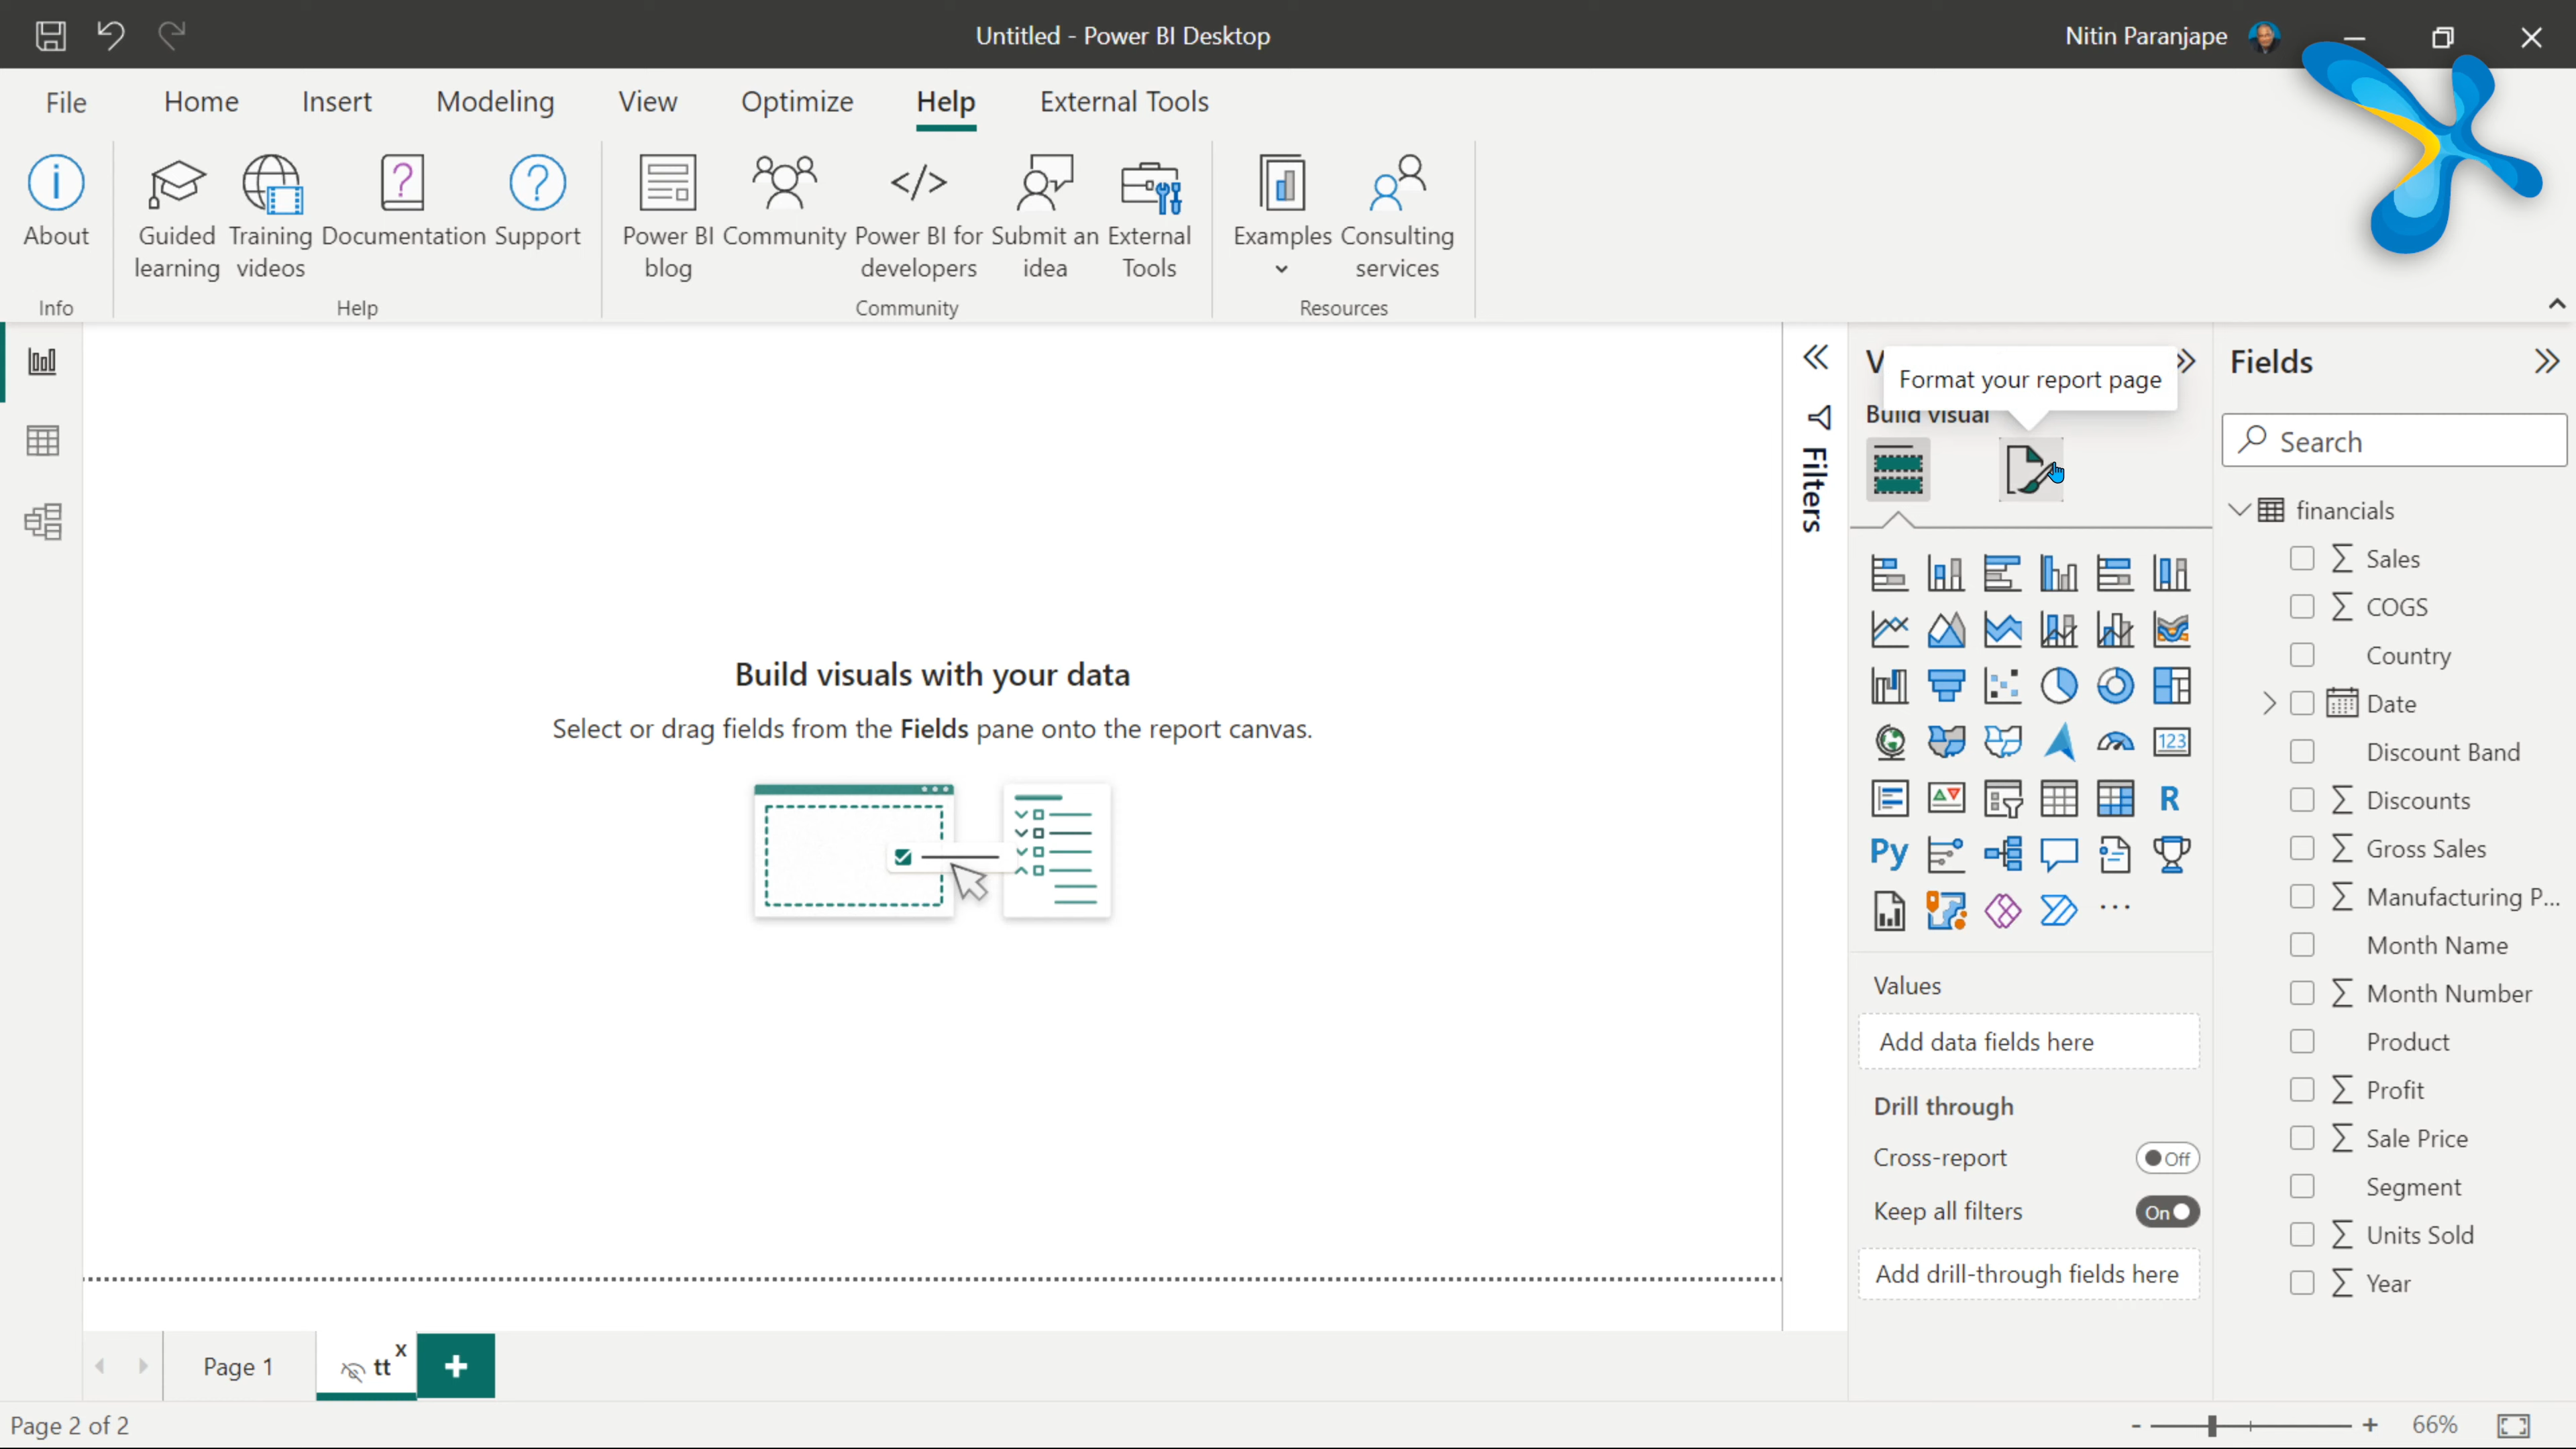 Untitled - Power BI Desktop
Nitin Paranjape
File
Home
Insert
Modeling
View
Optimize
Help
External Tools
About
Guided
learning
Training
videos
Documentation
Support
Power BI
blog
Community
Power BI for
developers
Submit an
idea
External
Tools
Examples
Consulting
services
Info
Help
Community
Resources
Format your report page
Build visual
Filters
Fields
Search
financials
Sales
COGS
Country
Date
Discount Band
Discounts
Gross Sales
Manufacturing P...
Month Name
Month Number
Product
Profit
Sale Price
Segment
Units Sold
Year
Build visuals with your data
Select or drag fields from the Fields pane onto the report canvas.
123
R
Py
Values
Add data fields here
Drill through
Cross-report
Off
Keep all filters
On
Add drill-through fields here
Page 1
tt
x
Page 2 of 2
66%